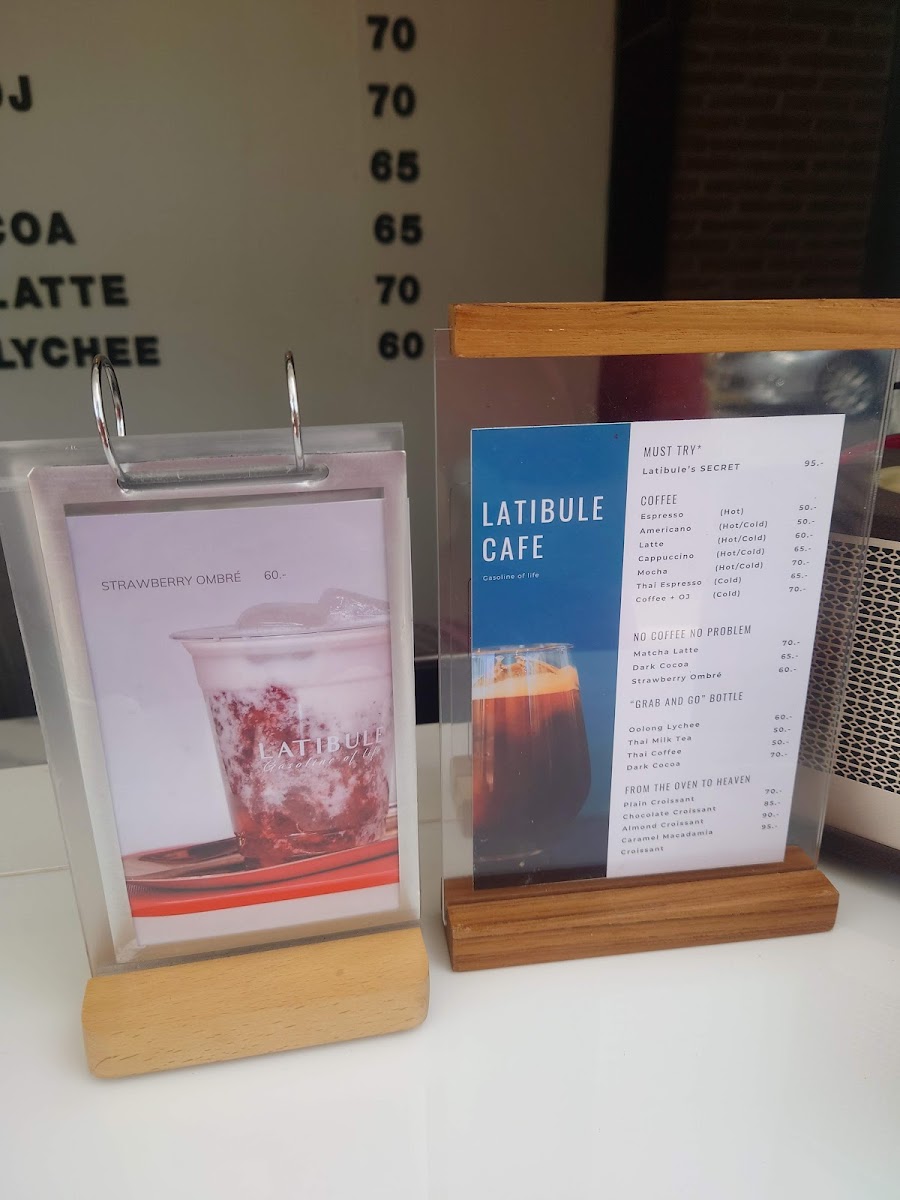 70
OJ 70
65
COA 65
LATTE 70
LYCHEE 60
STRAWBERRY OMBRÉ 60.-
LATIBULE
Gasoline of life
LATIBULE
CAFE
Gasoline of life
MUST TRY*
Latibule's SECRET 95.-
COFFEE
Espresso (Hot) 50.-
Americano (Hot/Cold) 50.-
Latte (Hot/Cold) 60.-
Cappuccino (Hot/Cold) 65.-
Mocha (Hot/Cold) 70.-
Thai Espresso (Cold) 65.-
Coffee + OJ (Cold) 70.-
NO COFFEE NO PROBLEM
Matcha Latte 70.-
Dark Cocoa 65.-
Strawberry Ombré 60.-
"GRAB AND GO" BOTTLE
Oolong Lychee 60.-
Thai Milk Tea 50.-
Thai Coffee 50.-
Dark Cocoa 70.-
FROM THE OVEN TO HEAVEN
Plain Croissant 70.-
Chocolate Croissant 85.-
Almond Croissant 90.-
Caramel Macadamia 95.-
Croissant